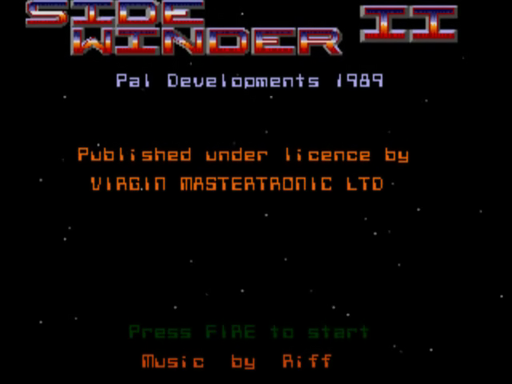 SIDE
WINDER II
Pal Developments 1989
Published under licence by
VIRGIN MASTERTRONIC LTD
Press FIRE to start
Music by Riff